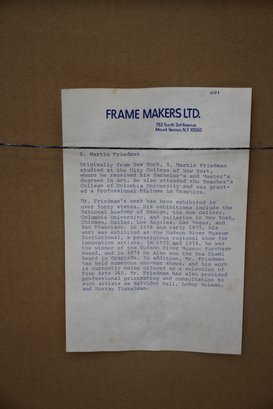 FRAME MAKERS LTD.
752 South 3rd Avenue
Mount Vernon, N.Y. 10550
S. Martin Friedman
Originally from New York, S. Martin Friedman
studied at the City College of New York,
where he received his Bachelor's and Master's
degrees in Art. He also attended the Teacher's
College of Columbia University and was grant-
ed a Professional Diploma in Graphics.
Mr. Friedman's work has been exhibited in
over forty states. His exhibitions include the
National Academy of Design, the Dow Gallery,
Columbia University, and galleries in New York,
Chicago, Dallas, Los Angeles, Las Vegas, and
San Francisco. In 1974 and early 1975, his
work was exhibited at the Hudson River Museum
Invitational, a prestigious regional show for
innovative artists. In 1972 and 1974, he was
the winner of the Hudson River Museum Purchase
Award, and in 1974 he also won the
Award in Graphics. In addition, Mr. Friedman
has held numerous one-man shows, and his work
is currently being offered as a selection of
Fine Arts 260. Mr. Friedman has also provided
professional printmaking and consultation to
such artists as Salvidor Dali, LeRoy Neiman,
and Murray Tinkelman.